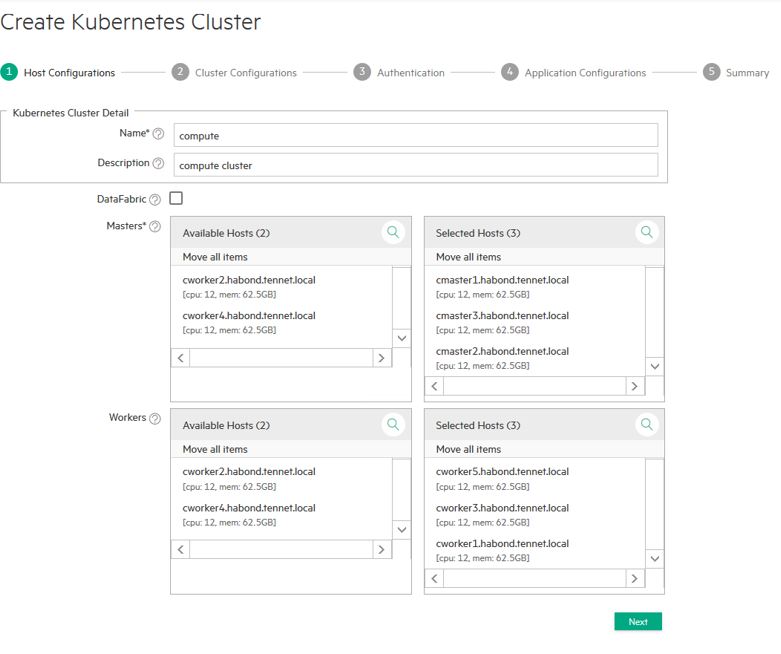 Create Kubernetes Cluster
1 Host Configurations 2 Cluster Configurations 3 Authentication 4 Application Configurations 5 Summary
Kubernetes Cluster Detail
Name* ? compute
Description ? compute cluster
DataFabric ?
Masters* ?
Available Hosts (2)
Move all items
cworker2.habond.tennet.local
[cpu: 12, mem: 62.5GB]
cworker4.habond.tennet.local
[cpu: 12, mem: 62.5GB]
Selected Hosts (3)
Move all items
cmaster1.habond.tennet.local
[cpu: 12, mem: 62.5GB]
cmaster3.habond.tennet.local
[cpu: 12, mem: 62.5GB]
cmaster2.habond.tennet.local
[cpu: 12, mem: 62.5GB]
Workers ?
Available Hosts (2)
Move all items
cworker2.habond.tennet.local
[cpu: 12, mem: 62.5GB]
cworker4.habond.tennet.local
[cpu: 12, mem: 62.5GB]
Selected Hosts (3)
Move all items
cworker5.habond.tennet.local
[cpu: 12, mem: 62.5GB]
cworker3.habond.tennet.local
[cpu: 12, mem: 62.5GB]
cworker1.habond.tennet.local
[cpu: 12, mem: 62.5GB]
Next